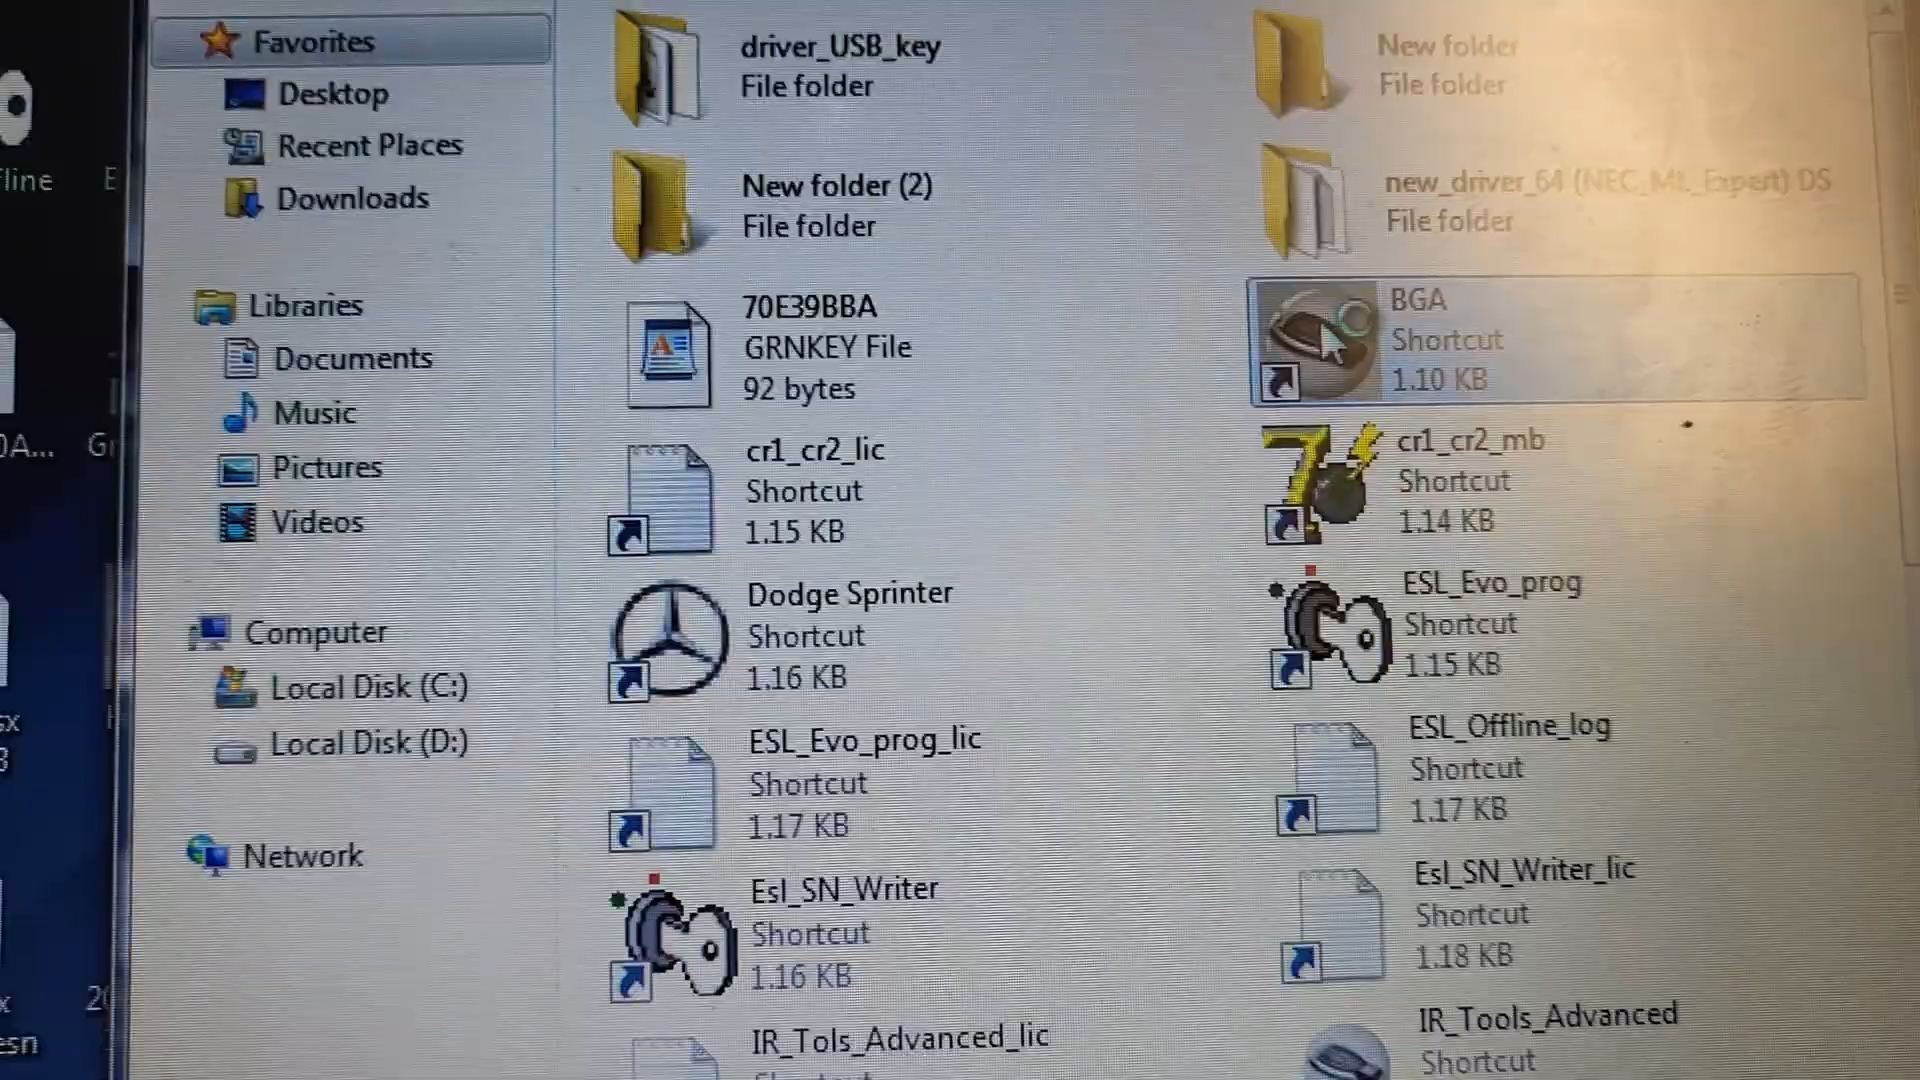 Favorites
Desktop
Recent Places
Downloads
Libraries
Documents
Music
Pictures
Videos
Computer
Local Disk (C:)
Local Disk (D:)
Network
driver_USB_key
File folder
New folder
File folder
New folder (2)
File folder
new_driver_64 (NEC_ML_Expert) DS
File folder
70E39BBA
GRNKEY File
92 bytes
BGA
Shortcut
1.10 KB
cr1_cr2_lic
Shortcut
1.15 KB
cr1_cr2_mb
Shortcut
1.14 KB
Dodge Sprinter
Shortcut
1.16 KB
ESL_Evo_prog
Shortcut
1.15 KB
ESL_Evo_prog_lic
Shortcut
1.17 KB
ESL_Offline_log
Shortcut
1.17 KB
Esl_SN_Writer
Shortcut
1.16 KB
Esl_SN_Writer_lic
Shortcut
1.18 KB
IR_Tols_Advanced_lic
IR_Tools_Advanced
Shortcut